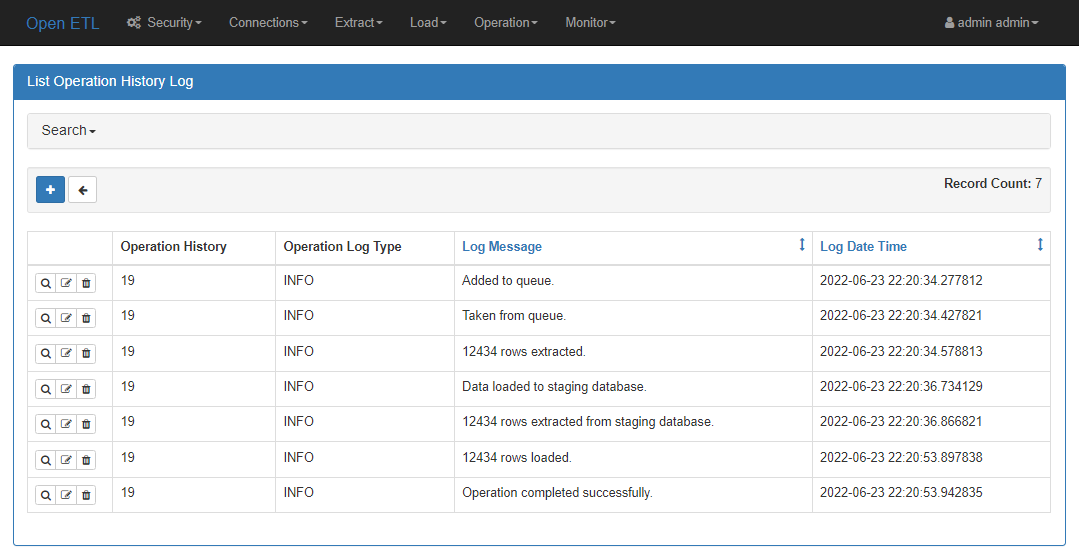 Open ETL Security Connections Extract Load Operation Monitor admin admin
List Operation History Log
Search
Record Count: 7
Operation History Operation Log Type Log Message Log Date Time
19 INFO Added to queue. 2022-06-23 22:20:34.277812
19 INFO Taken from queue. 2022-06-23 22:20:34.427821
19 INFO 12434 rows extracted. 2022-06-23 22:20:34.578813
19 INFO Data loaded to staging database. 2022-06-23 22:20:36.734129
19 INFO 12434 rows extracted from staging database. 2022-06-23 22:20:36.866821
19 INFO 12434 rows loaded. 2022-06-23 22:20:53.897838
19 INFO Operation completed successfully. 2022-06-23 22:20:53.942835